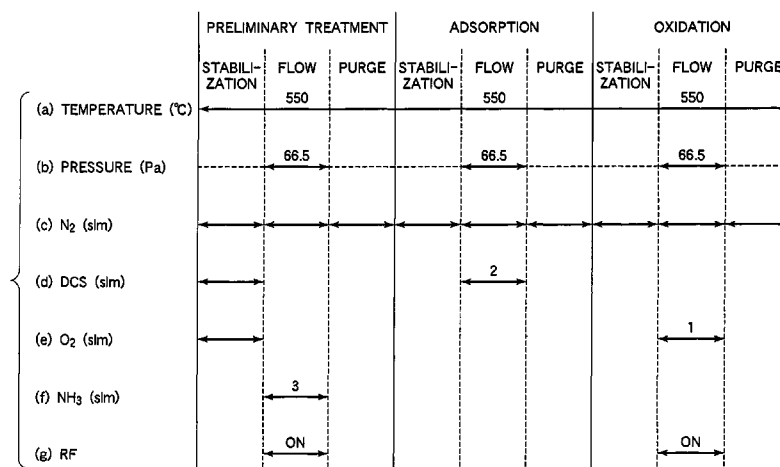 PRELIMINARY TREATMENT ADSORPTION OXIDATION
STABILI- FLOW PURGE STABILI- FLOW PURGE STABILI- FLOW PURGE
ZATION ZATION ZATION
(a) TEMPERATURE (℃) 550 550 550
(b) PRESSURE (Pa) 66.5 66.5 66.5
(c) N₂ (slm)
(d) DCS (slm) 2
(e) O₂ (slm) 1
(f) NH₃ (slm) 3
(g) RF ON ON